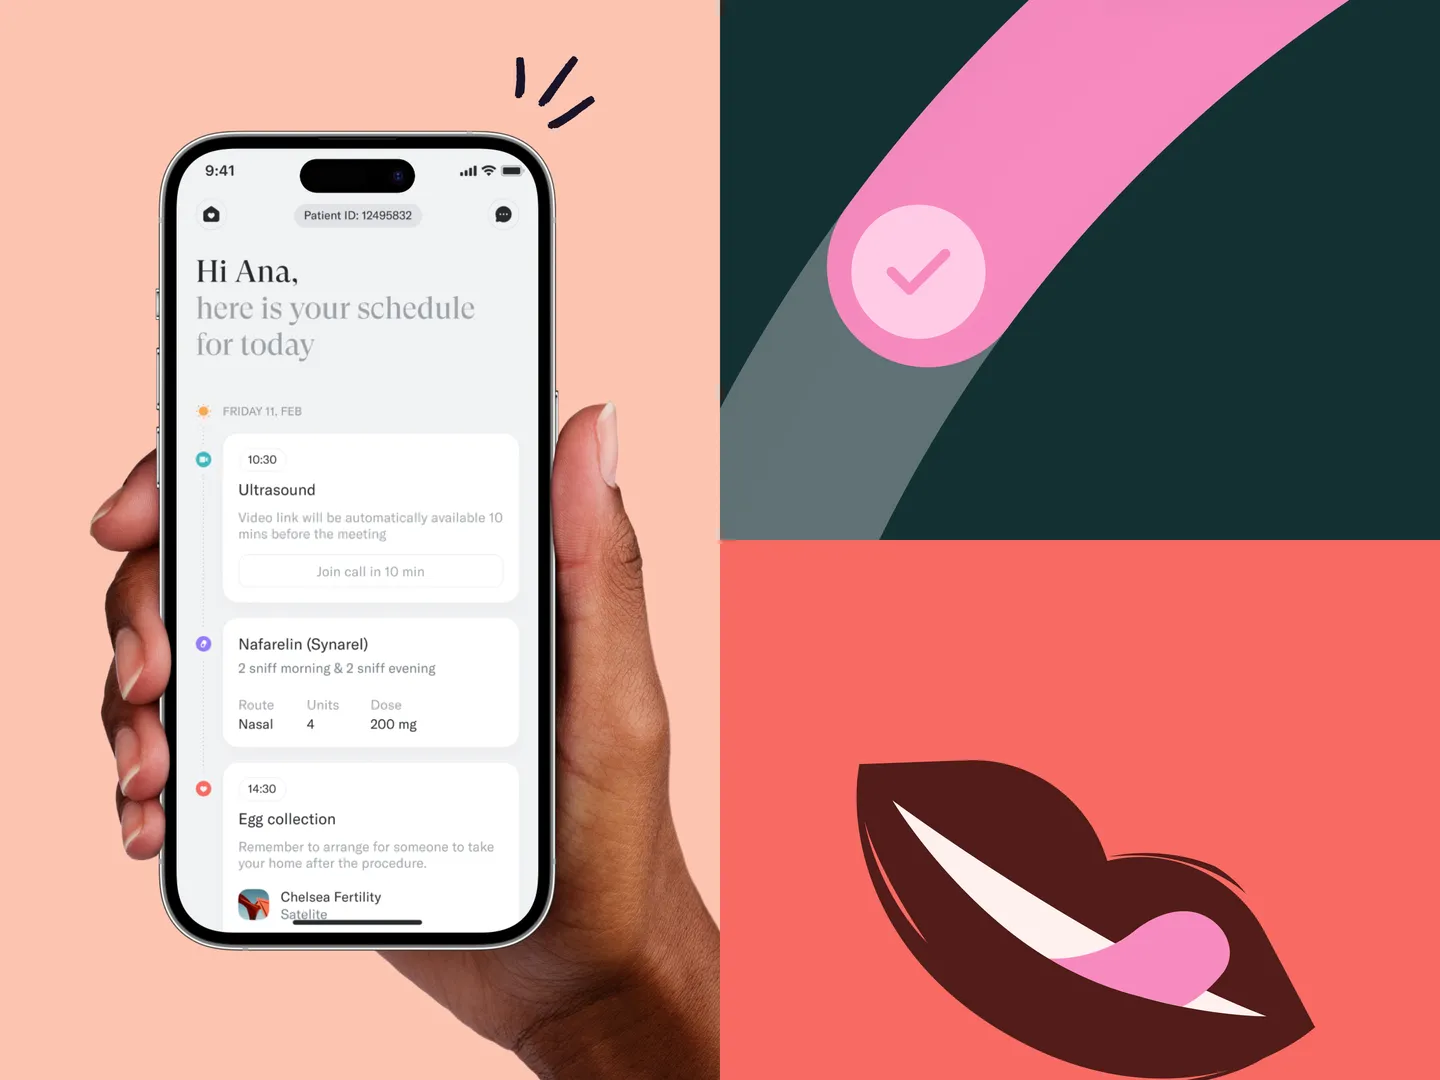 9:41
Patient ID: 12495832
Hi Ana,
here is your schedule
for today
FRIDAY 11, FEB
10:30
Ultrasound
Video link will be automatically available 10
mins before the meeting
Join call in 10 min
Nafarelin (Synarel)
2 sniff morning & 2 sniff evening
Route Units Dose
Nasal 4 200 mg
14:30
Egg collection
Remember to arrange for someone to take
your home after the procedure.
Chelsea Fertility
Satelite